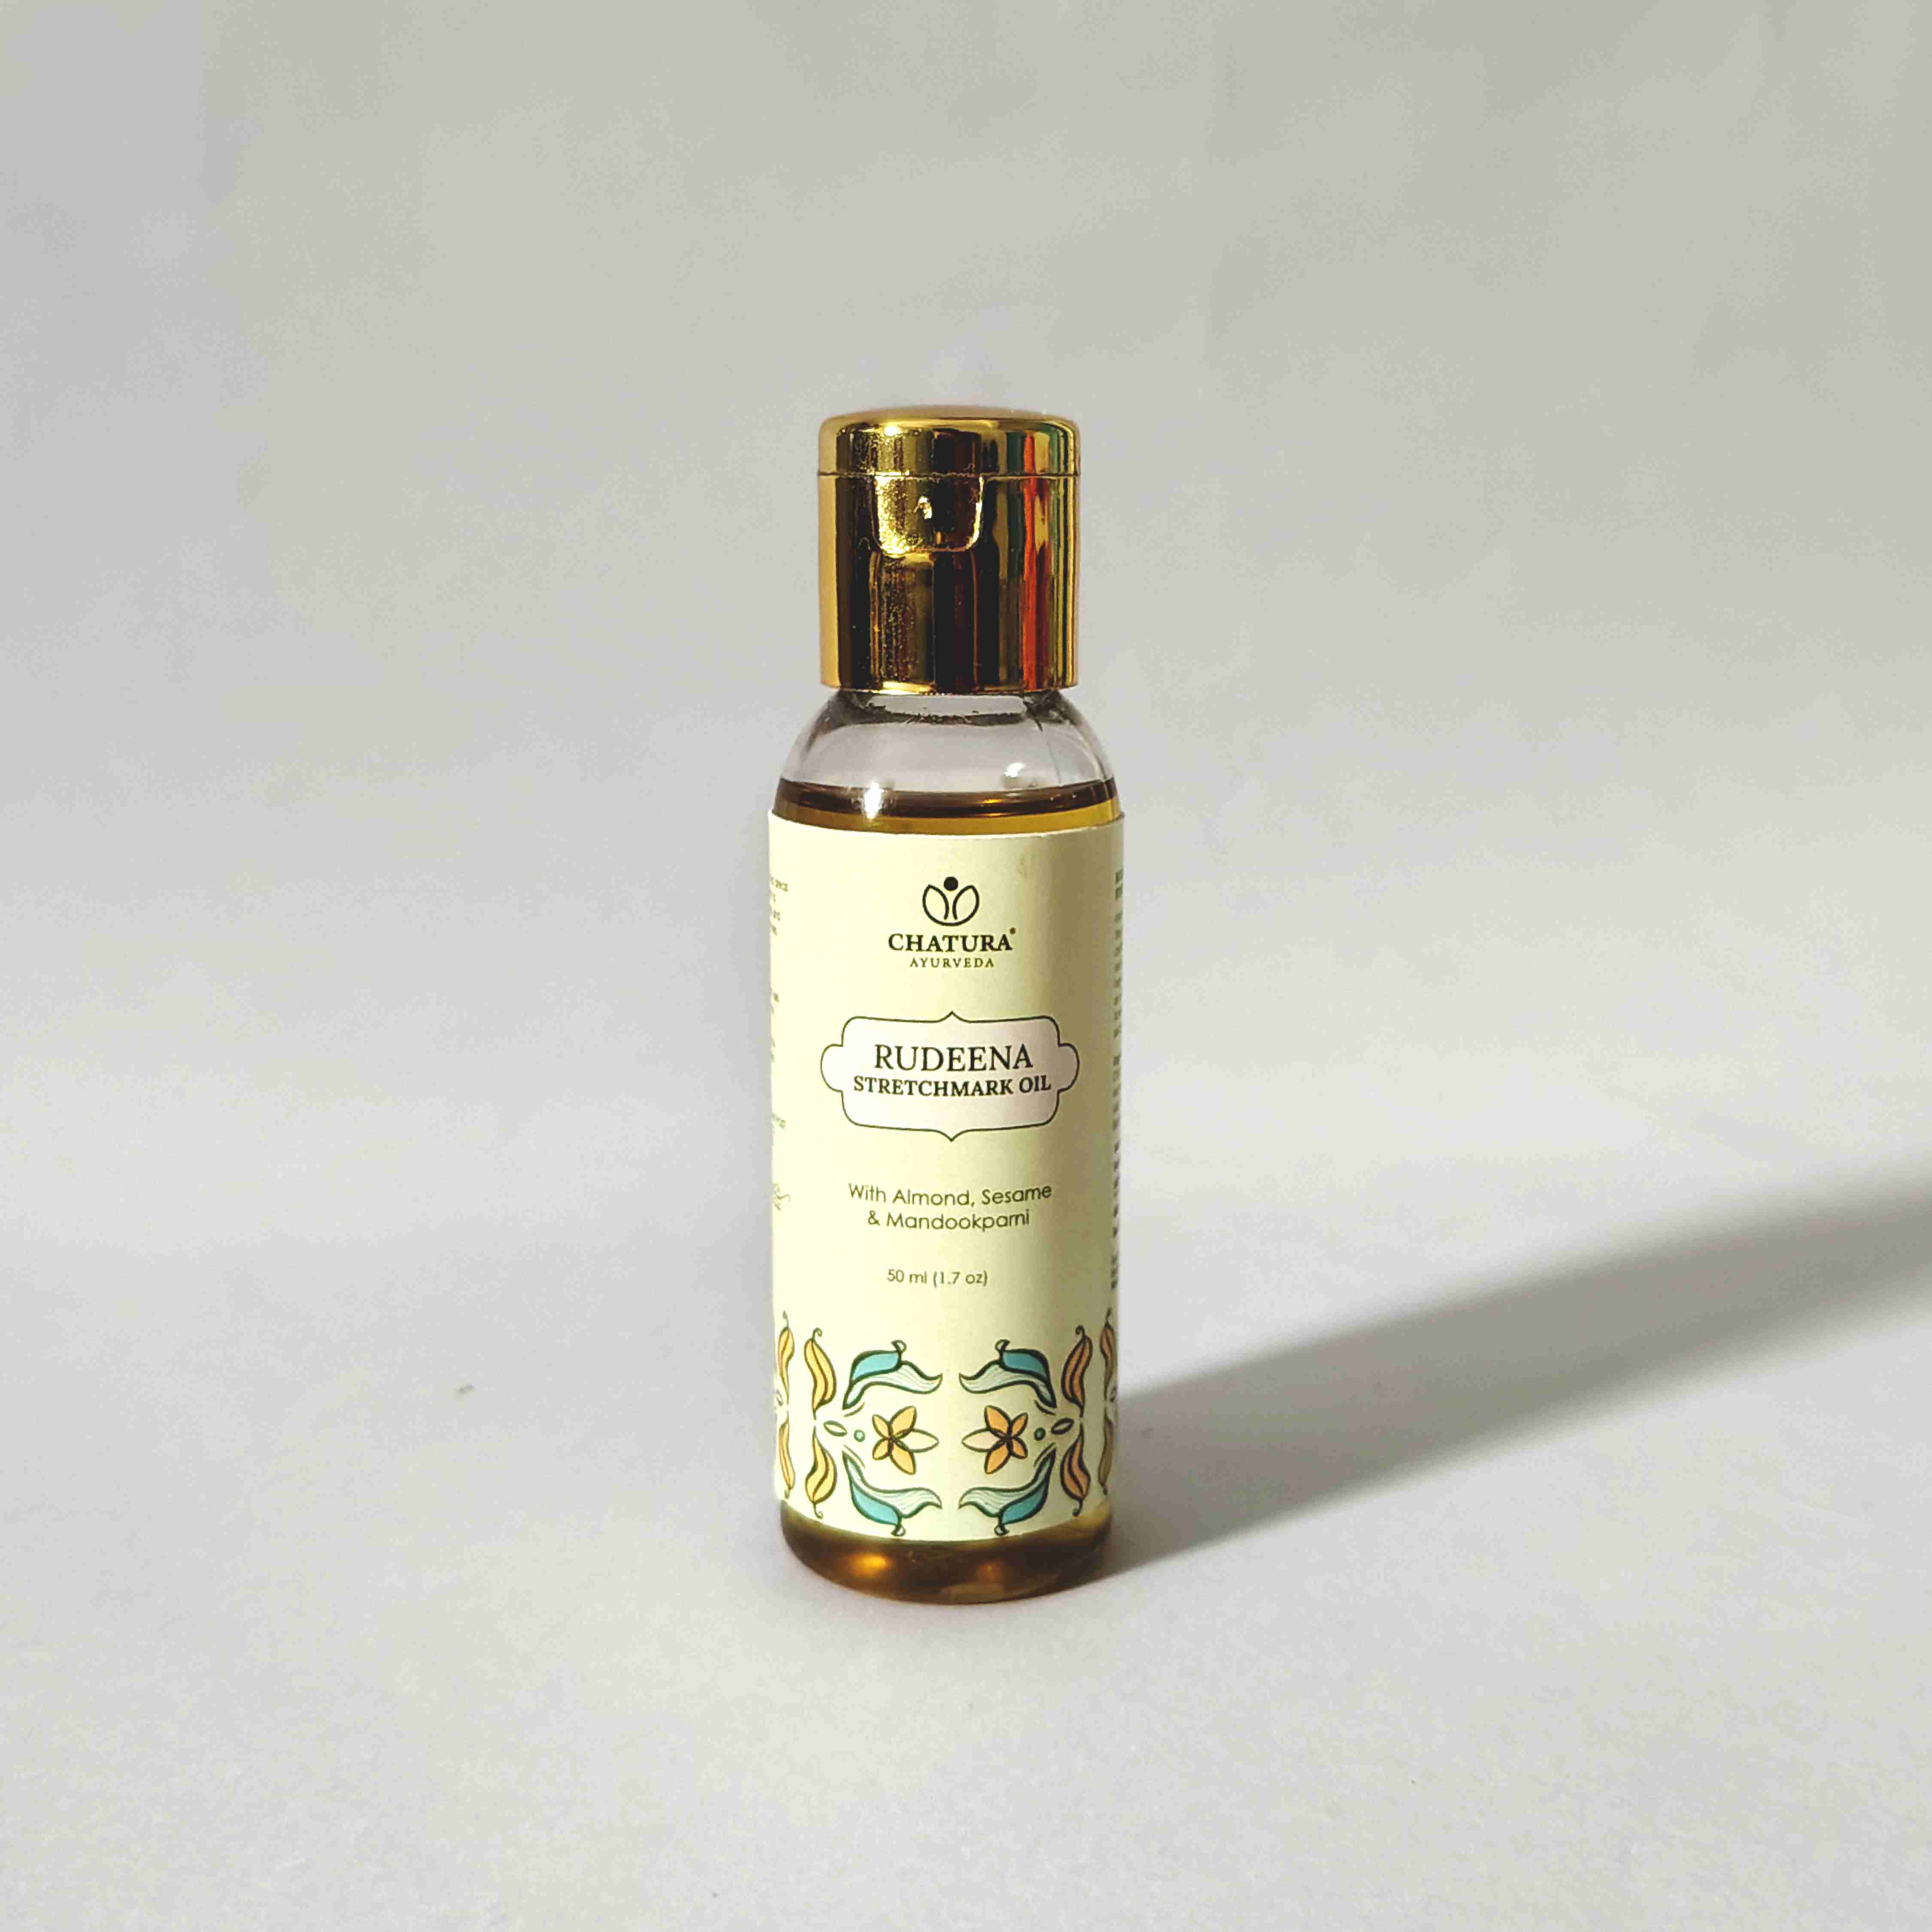 CHATURA®
AYURVEDA
RUDEENA
STRETCHMARK OIL
With Almond, Sesame
& Mandookparni
50 ml (1.7 oz)